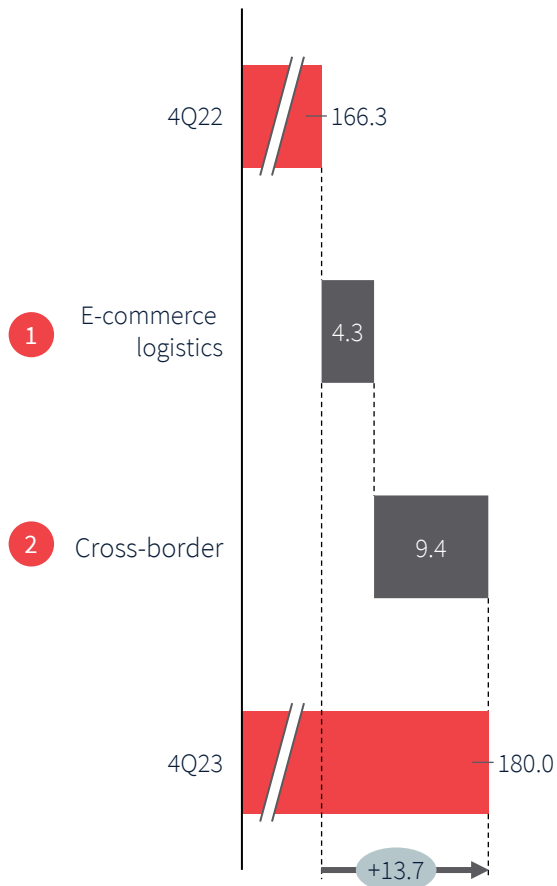 4Q22
166.3
1
E-commerce
logistics
4.3
2
Cross-border
9.4
4Q23
180.0
+13.7